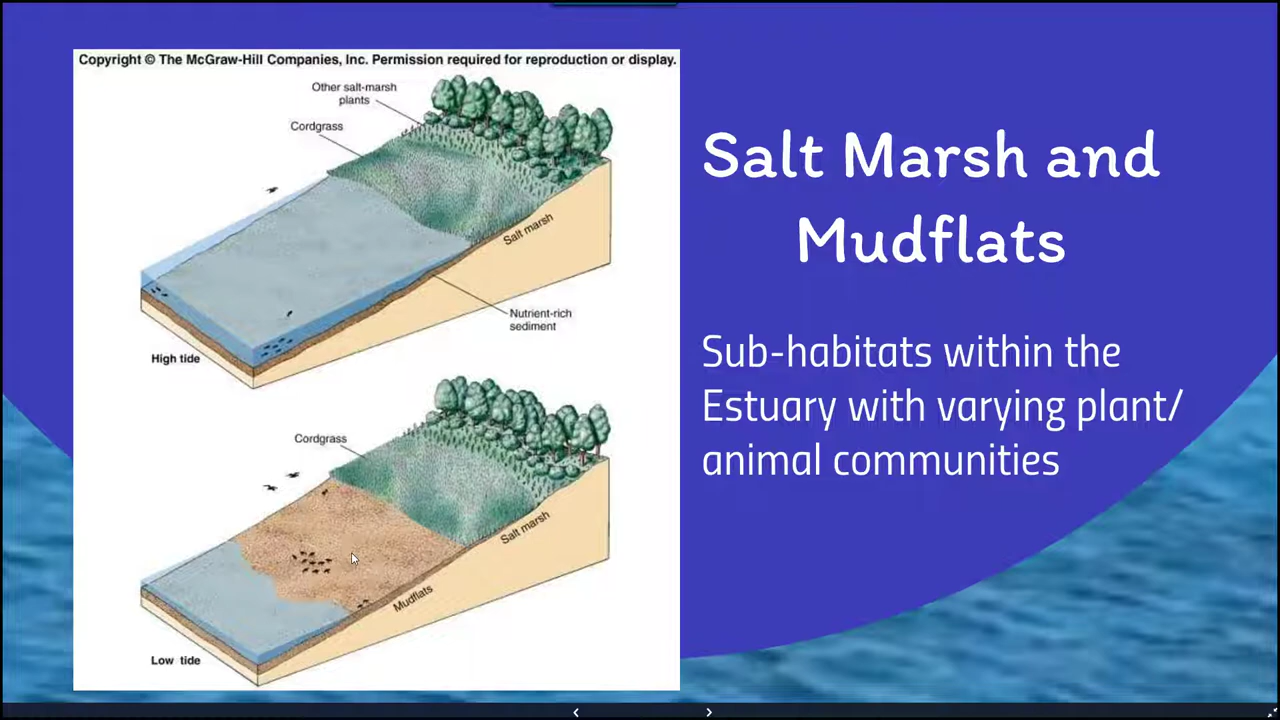 Copyright © The McGraw-Hill Companies, Inc. Permission required for reproduction or display.
Other salt-marsh
plants
Cordgrass
Salt marsh
Nutrient-rich
sediment
High tide
Cordgrass
Salt marsh
Mudflats
Low tide
Salt Marsh and
Mudflats
Sub-habitats within the
Estuary with varying plant/
animal communities